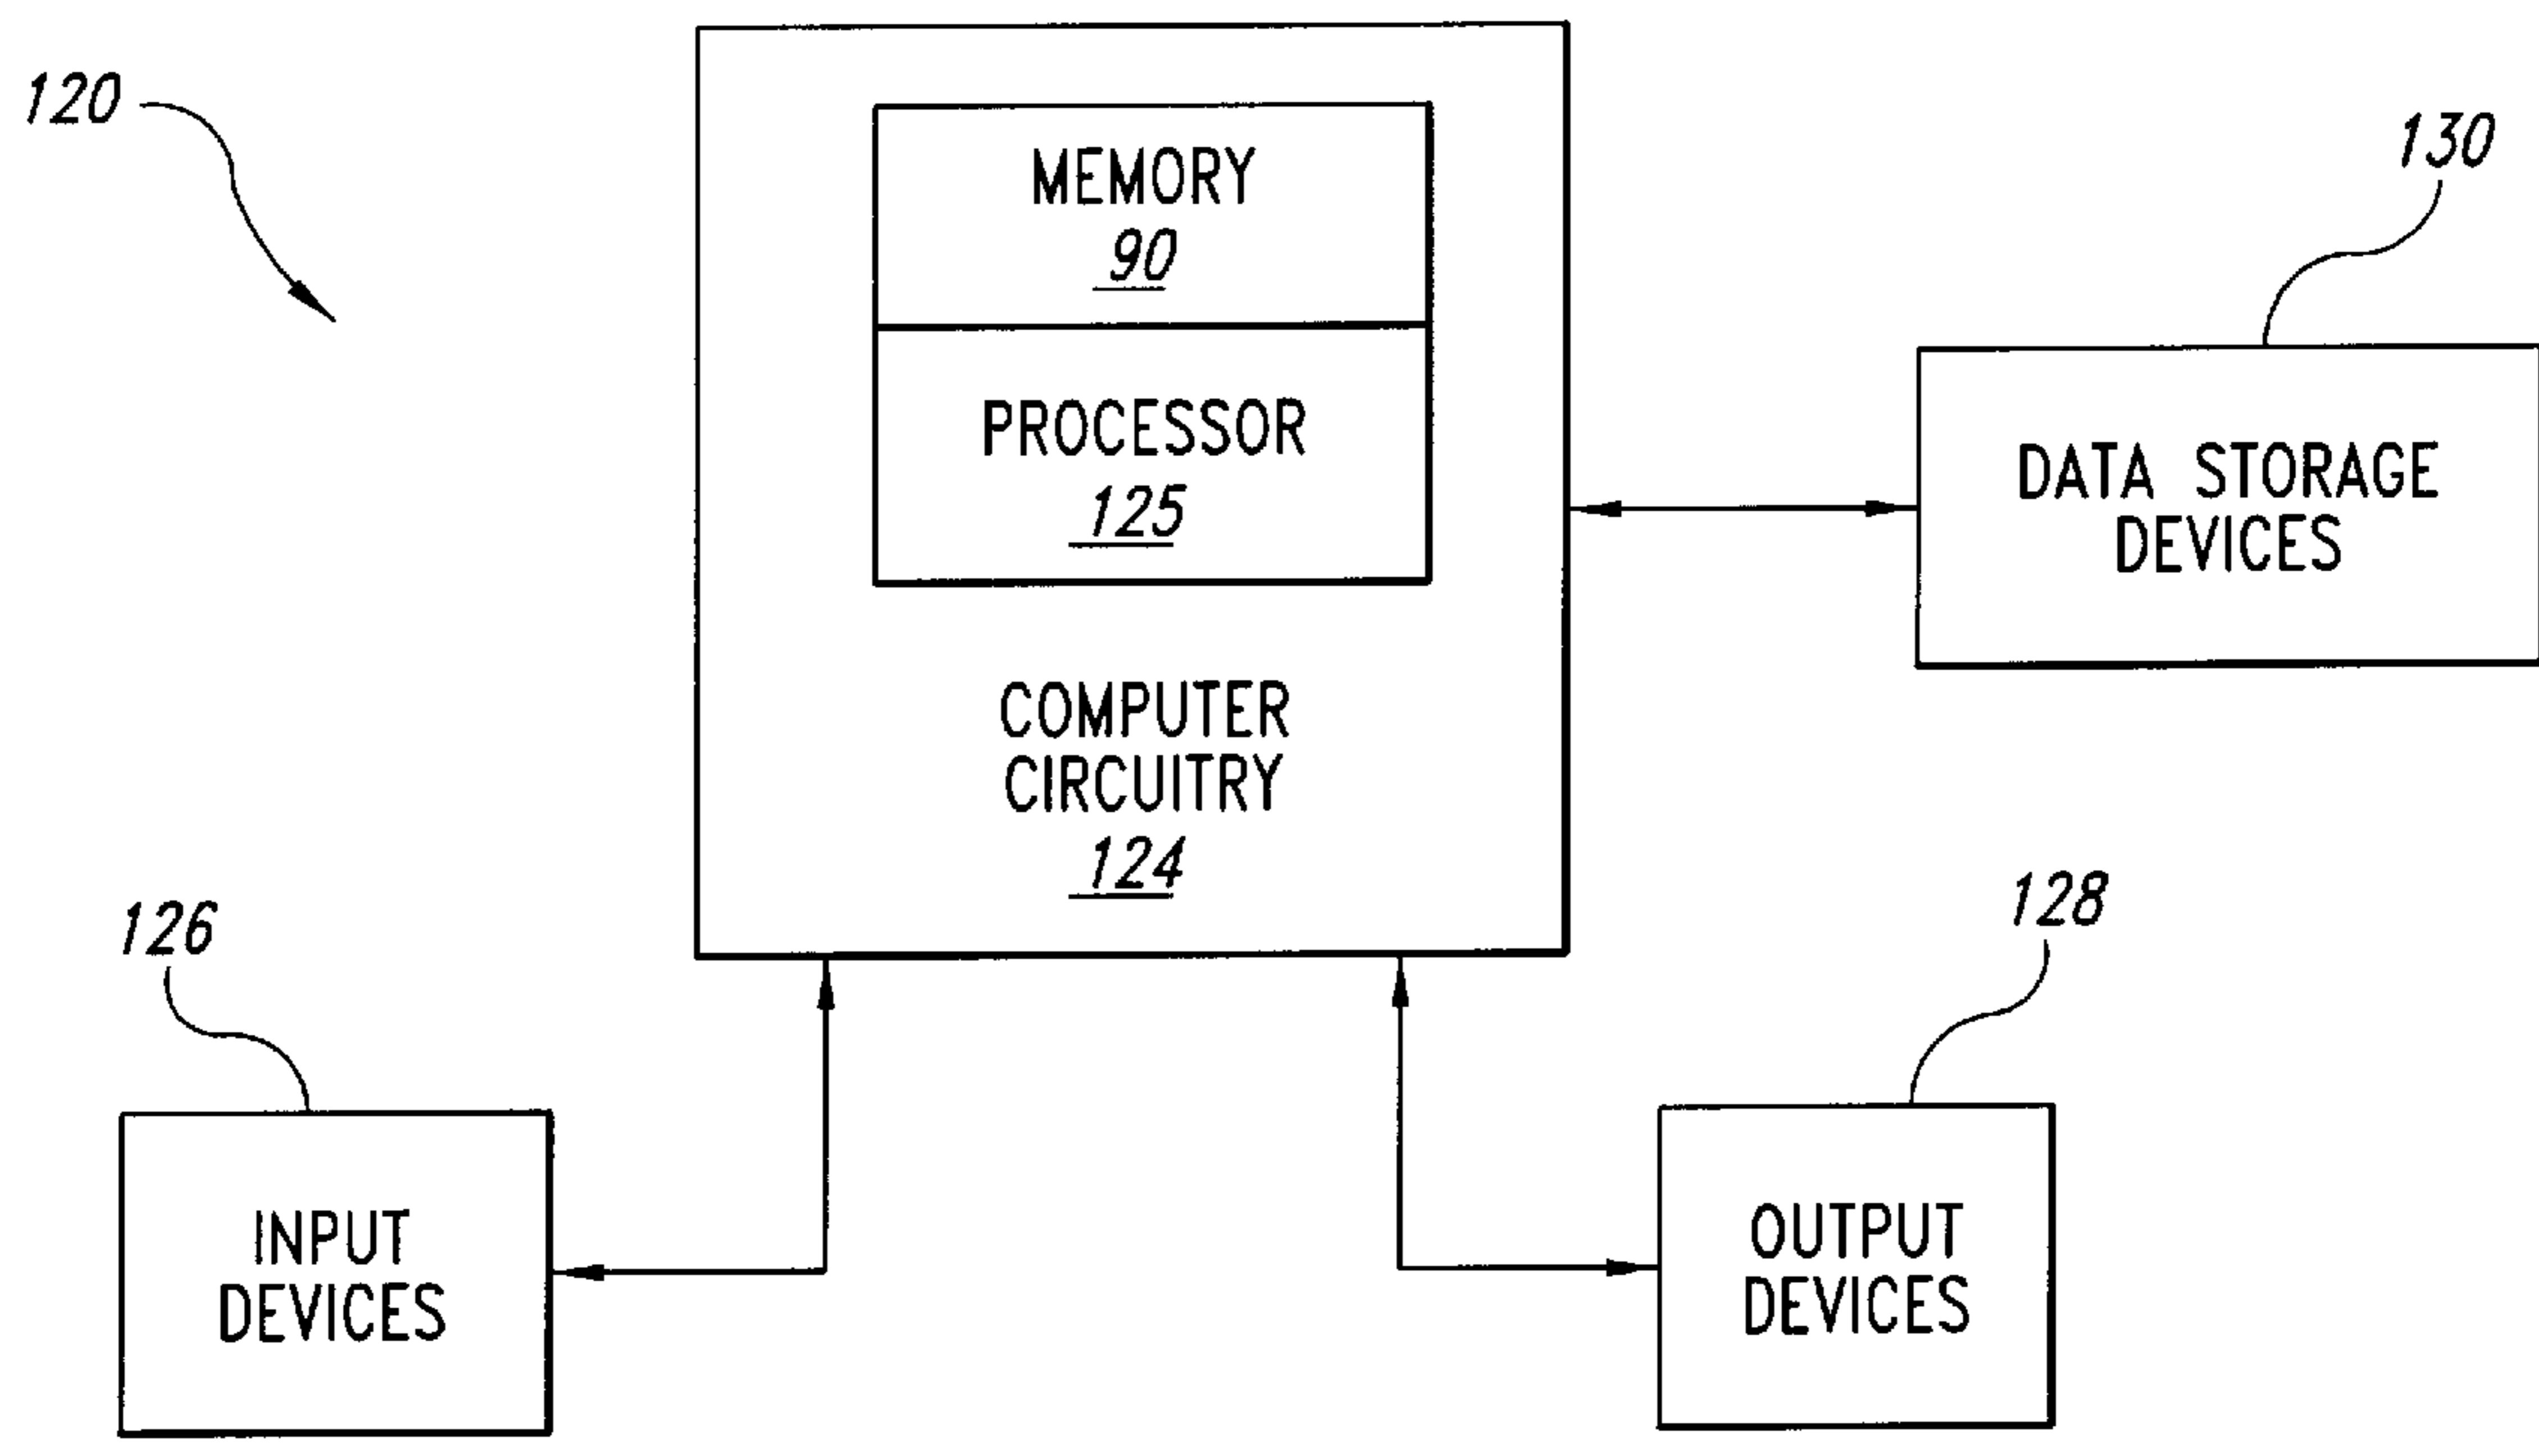 120
MEMORY
90
130
PROCESSOR
125
DATA STORAGE
DEVICES
COMPUTER
CIRCUITRY
124
126
128
INPUT
DEVICES
OUTPUT
DEVICES